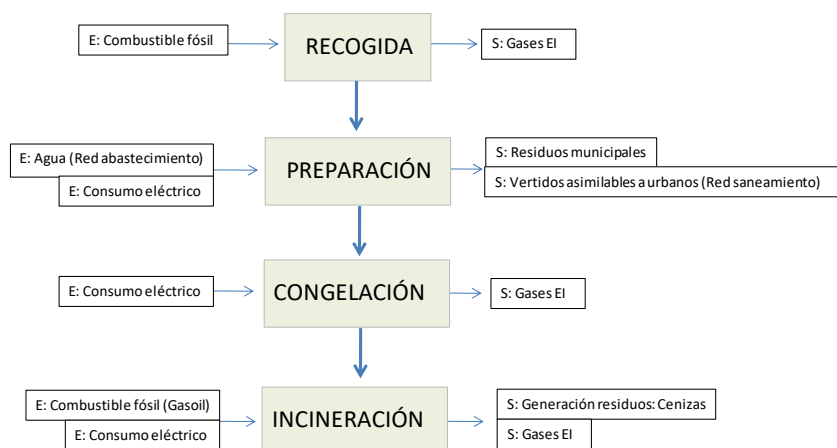 E: Combustible fósil
RECOGIDA
S: Gases EI
E: Agua (Red abastecimiento)
E: Consumo eléctrico
PREPARACIÓN
S: Residuos municipales
S: Vertidos asimilables a urbanos (Red saneamiento)
E: Consumo eléctrico
CONGELACIÓN
S: Gases EI
E: Combustible fósil (Gasoil)
E: Consumo eléctrico
INCINERACIÓN
S: Generación residuos: Cenizas
S: Gases EI